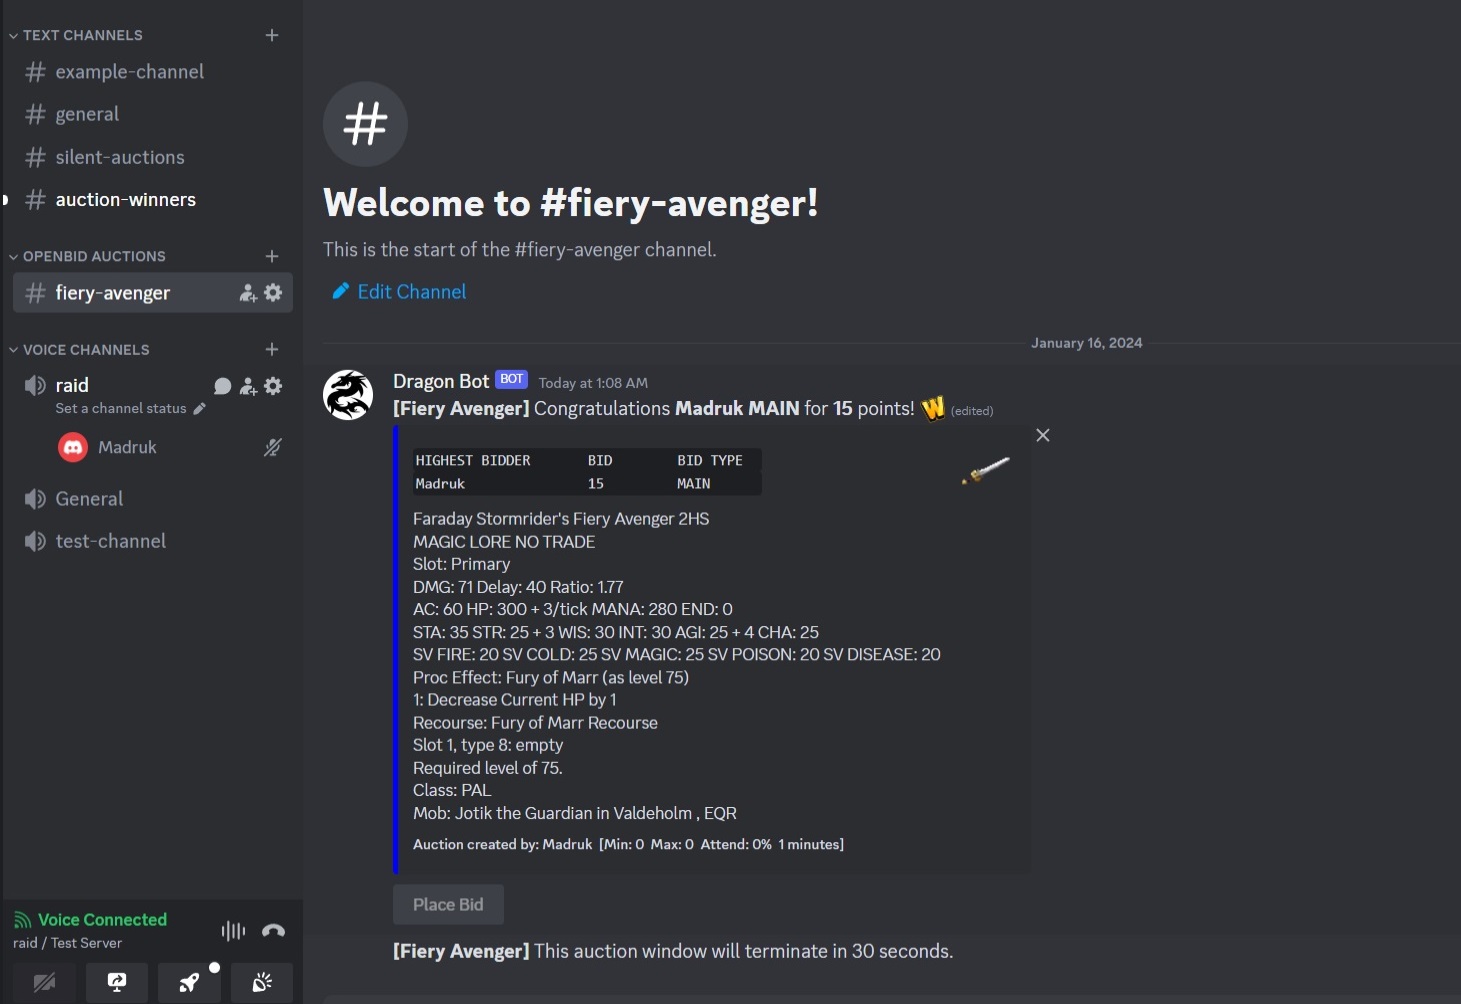 TEXT CHANNELS
example-channel
general
silent-auctions
auction-winners
OPENBID AUCTIONS
fiery-avenger
VOICE CHANNELS
raid
Set a channel status
Madruk
General
test-channel
Voice Connected
raid / Test Server
Welcome to #fiery-avenger!
This is the start of the #fiery-avenger channel.
Edit Channel
January 16, 2024
Dragon Bot BOT Today at 1:08 AM
[Fiery Avenger] Congratulations Madruk MAIN for 15 points! W (edited)
HIGHEST BIDDER BID BID TYPE
Madruk 15 MAIN
Faraday Stormrider's Fiery Avenger 2HS
MAGIC LORE NO TRADE
Slot: Primary
DMG: 71 Delay: 40 Ratio: 1.77
AC: 60 HP: 300 + 3/tick MANA: 280 END: 0
STA: 35 STR: 25 + 3 WIS: 30 INT: 30 AGI: 25 + 4 CHA: 25
SV FIRE: 20 SV COLD: 25 SV MAGIC: 25 SV POISON: 20 SV DISEASE: 20
Proc Effect: Fury of Marr (as level 75)
1: Decrease Current HP by 1
Recourse: Fury of Marr Recourse
Slot 1, type 8: empty
Required level of 75.
Class: PAL
Mob: Jotik the Guardian in Valdeholm , EQR
Auction created by: Madruk [Min: 0 Max: 0 Attend: 0% 1 minutes]
Place Bid
[Fiery Avenger] This auction window will terminate in 30 seconds.